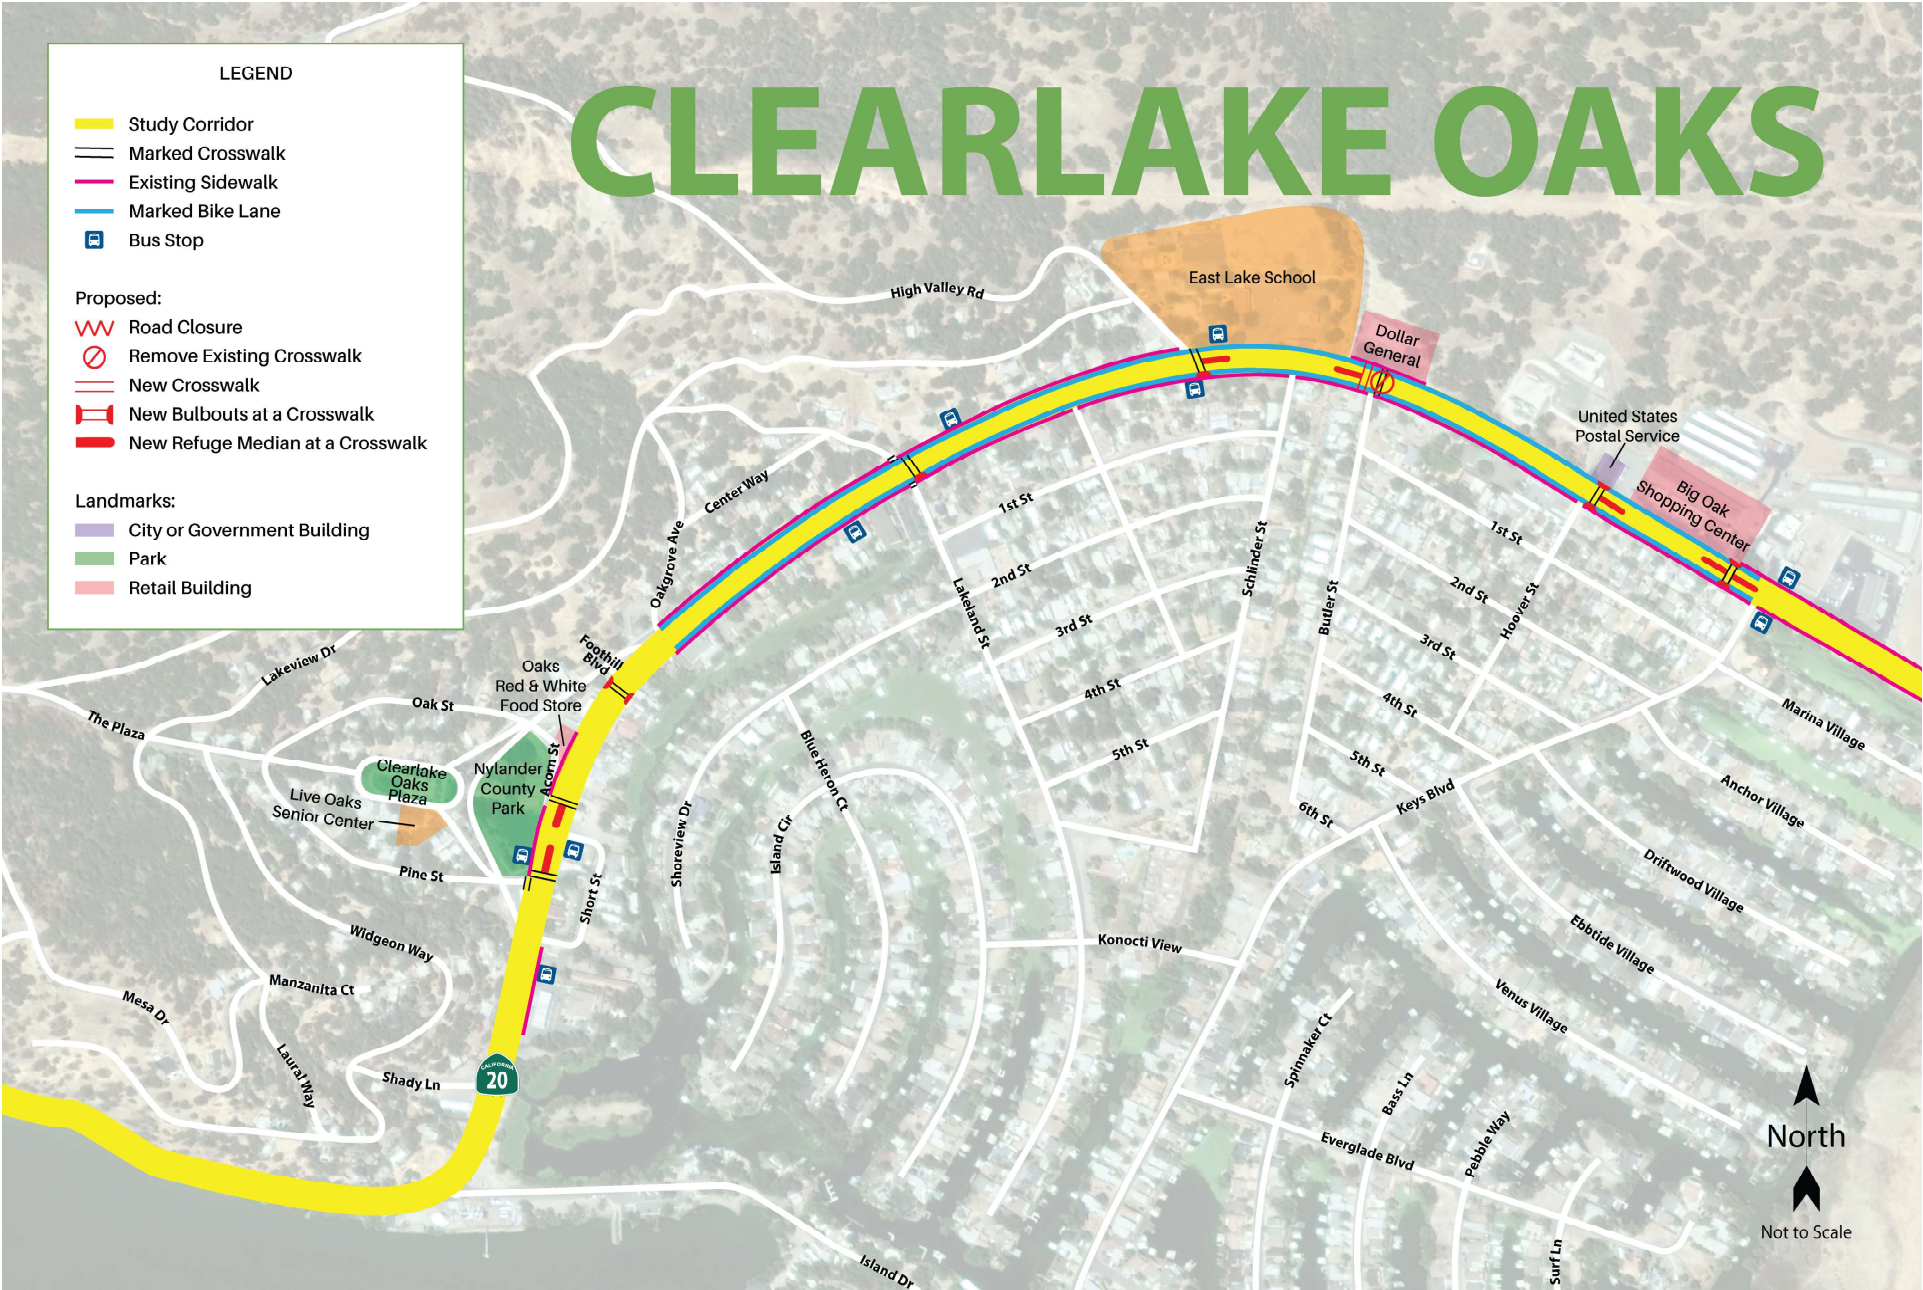 CLEARLAKE OAKS
LEGEND
Study Corridor
Marked Crosswalk
Existing Sidewalk
Marked Bike Lane
Bus Stop
Proposed:
Road Closure
Remove Existing Crosswalk
New Crosswalk
New Bulbouts at a Crosswalk
New Refuge Median at a Crosswalk
Landmarks:
City or Government Building
Park
Retail Building
East Lake School
High Valley Rd
Dollar
General
United States
Postal Service
Big Oak
Shopping Center
Center Way
Oakgrove Ave
1st St
2nd St
3rd St
4th St
5th St
Lakeland St
Schlinder St
Butler St
Hoover St
1st St
2nd St
3rd St
4th St
5th St
6th St
Keys Blvd
Foothill
Blvd
Oaks
Red & White
Food Store
Lakeview Dr
The Plaza
Oak St
Acorn St
Clearlake
Oaks
Plaza
Nylander
County
Park
Live Oaks
Senior Center
Pine St
Short St
Shoreview Dr
Island Cir
Blue Heron Ct
Marina Village
Anchor Village
Driftwood Village
Ebbtide Village
Venus Village
Konocti View
Widgeon Way
Manzanita Ct
Mesa Dr
Laural Way
Shady Ln
CALIFORNIA
20
Spinnaker Ct
Bass Ln
Pebble Way
Everglade Blvd
Surf Ln
Island Dr
North
Not to Scale